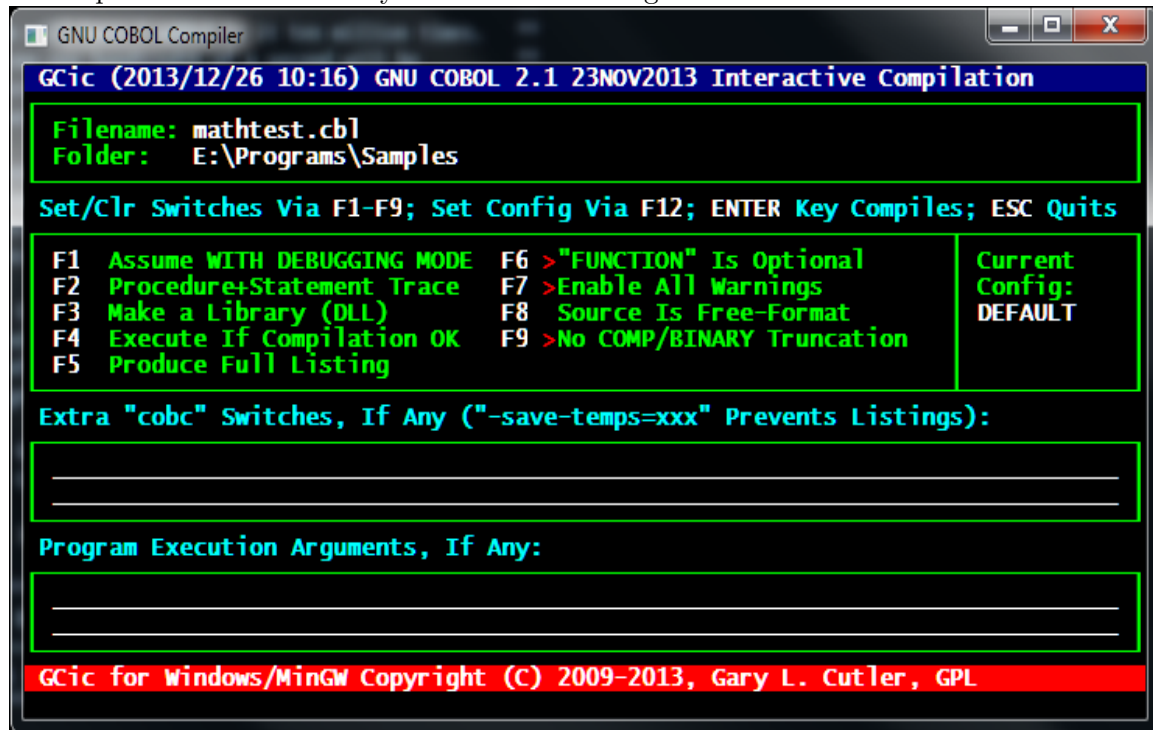 GNU COBOL Compiler
GCic (2013/12/26 10:16) GNU COBOL 2.1 23NOV2013 Interactive Compilation
Filename: mathtest.cbl
Folder: E:\Programs\Samples
Set/Clr Switches Via F1-F9; Set Config Via F12; ENTER Key Compiles; ESC Quits
F1 Assume WITH DEBUGGING MODE F6 >"FUNCTION" Is Optional Current
F2 Procedure+Statement Trace F7 >Enable All Warnings Config:
F3 Make a Library (DLL) F8 Source Is Free-Format DEFAULT
F4 Execute If Compilation OK F9 >No COMP/BINARY Truncation
F5 Produce Full Listing
Extra "cobc" Switches, If Any ("-save-temps=xxx" Prevents Listings):
Program Execution Arguments, If Any:
GCic for Windows/MinGW Copyright (C) 2009-2013, Gary L. Cutler, GPL